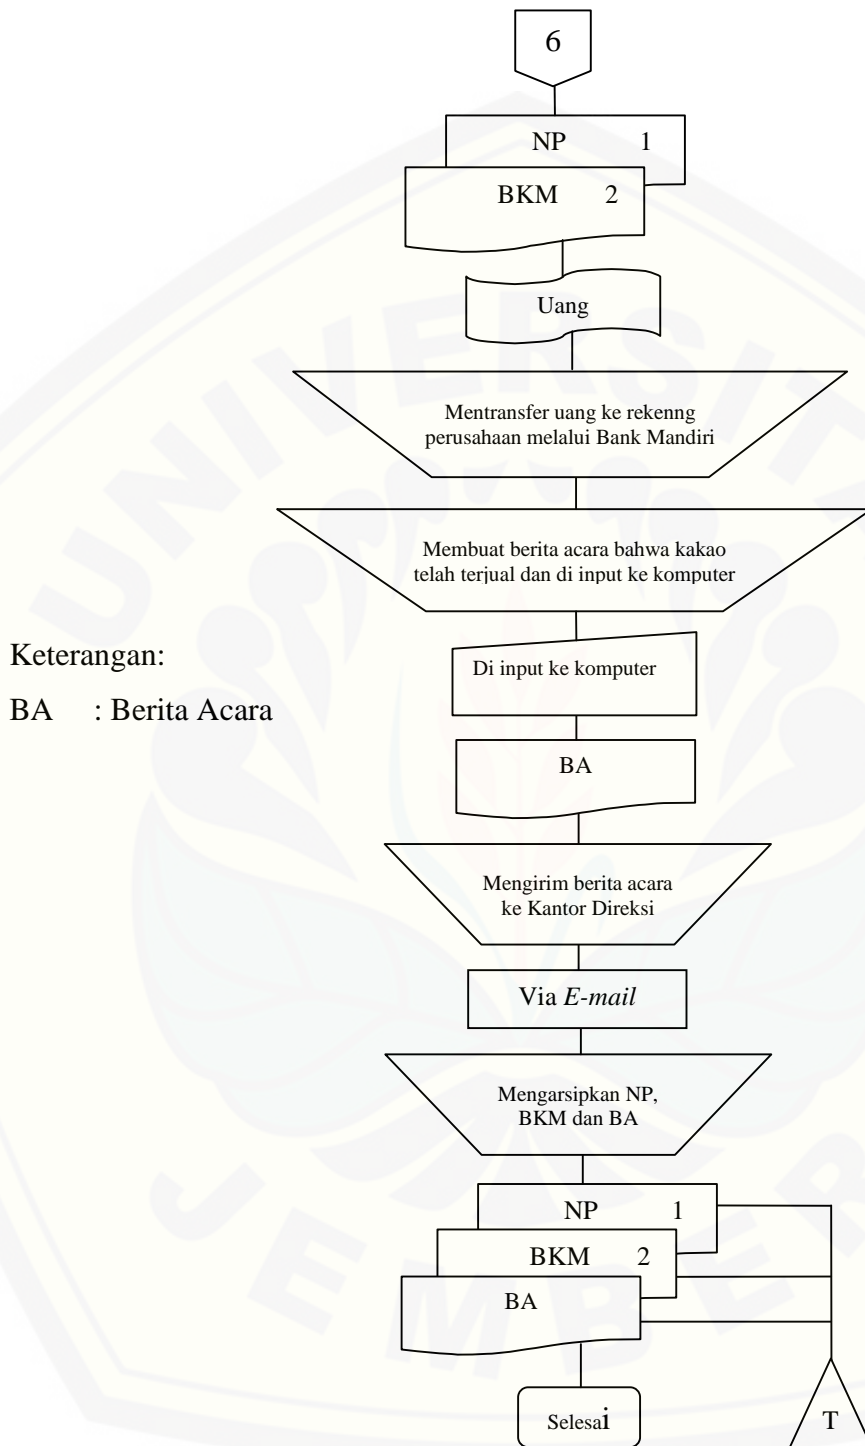 6
NP 1
BKM 2
Uang
Mentransfer uang ke rekenng
perusahaan melalui Bank Mandiri
Membuat berita acara bahwa kakao
telah terjual dan di input ke komputer
Keterangan:
BA : Berita Acara
Di input ke komputer
BA
Mengirim berita acara
ke Kantor Direksi
Via E-mail
Mengarsipkan NP,
BKM dan BA
NP 1
BKM 2
BA
Selesai
T
UNIVERSITA
JEMBER